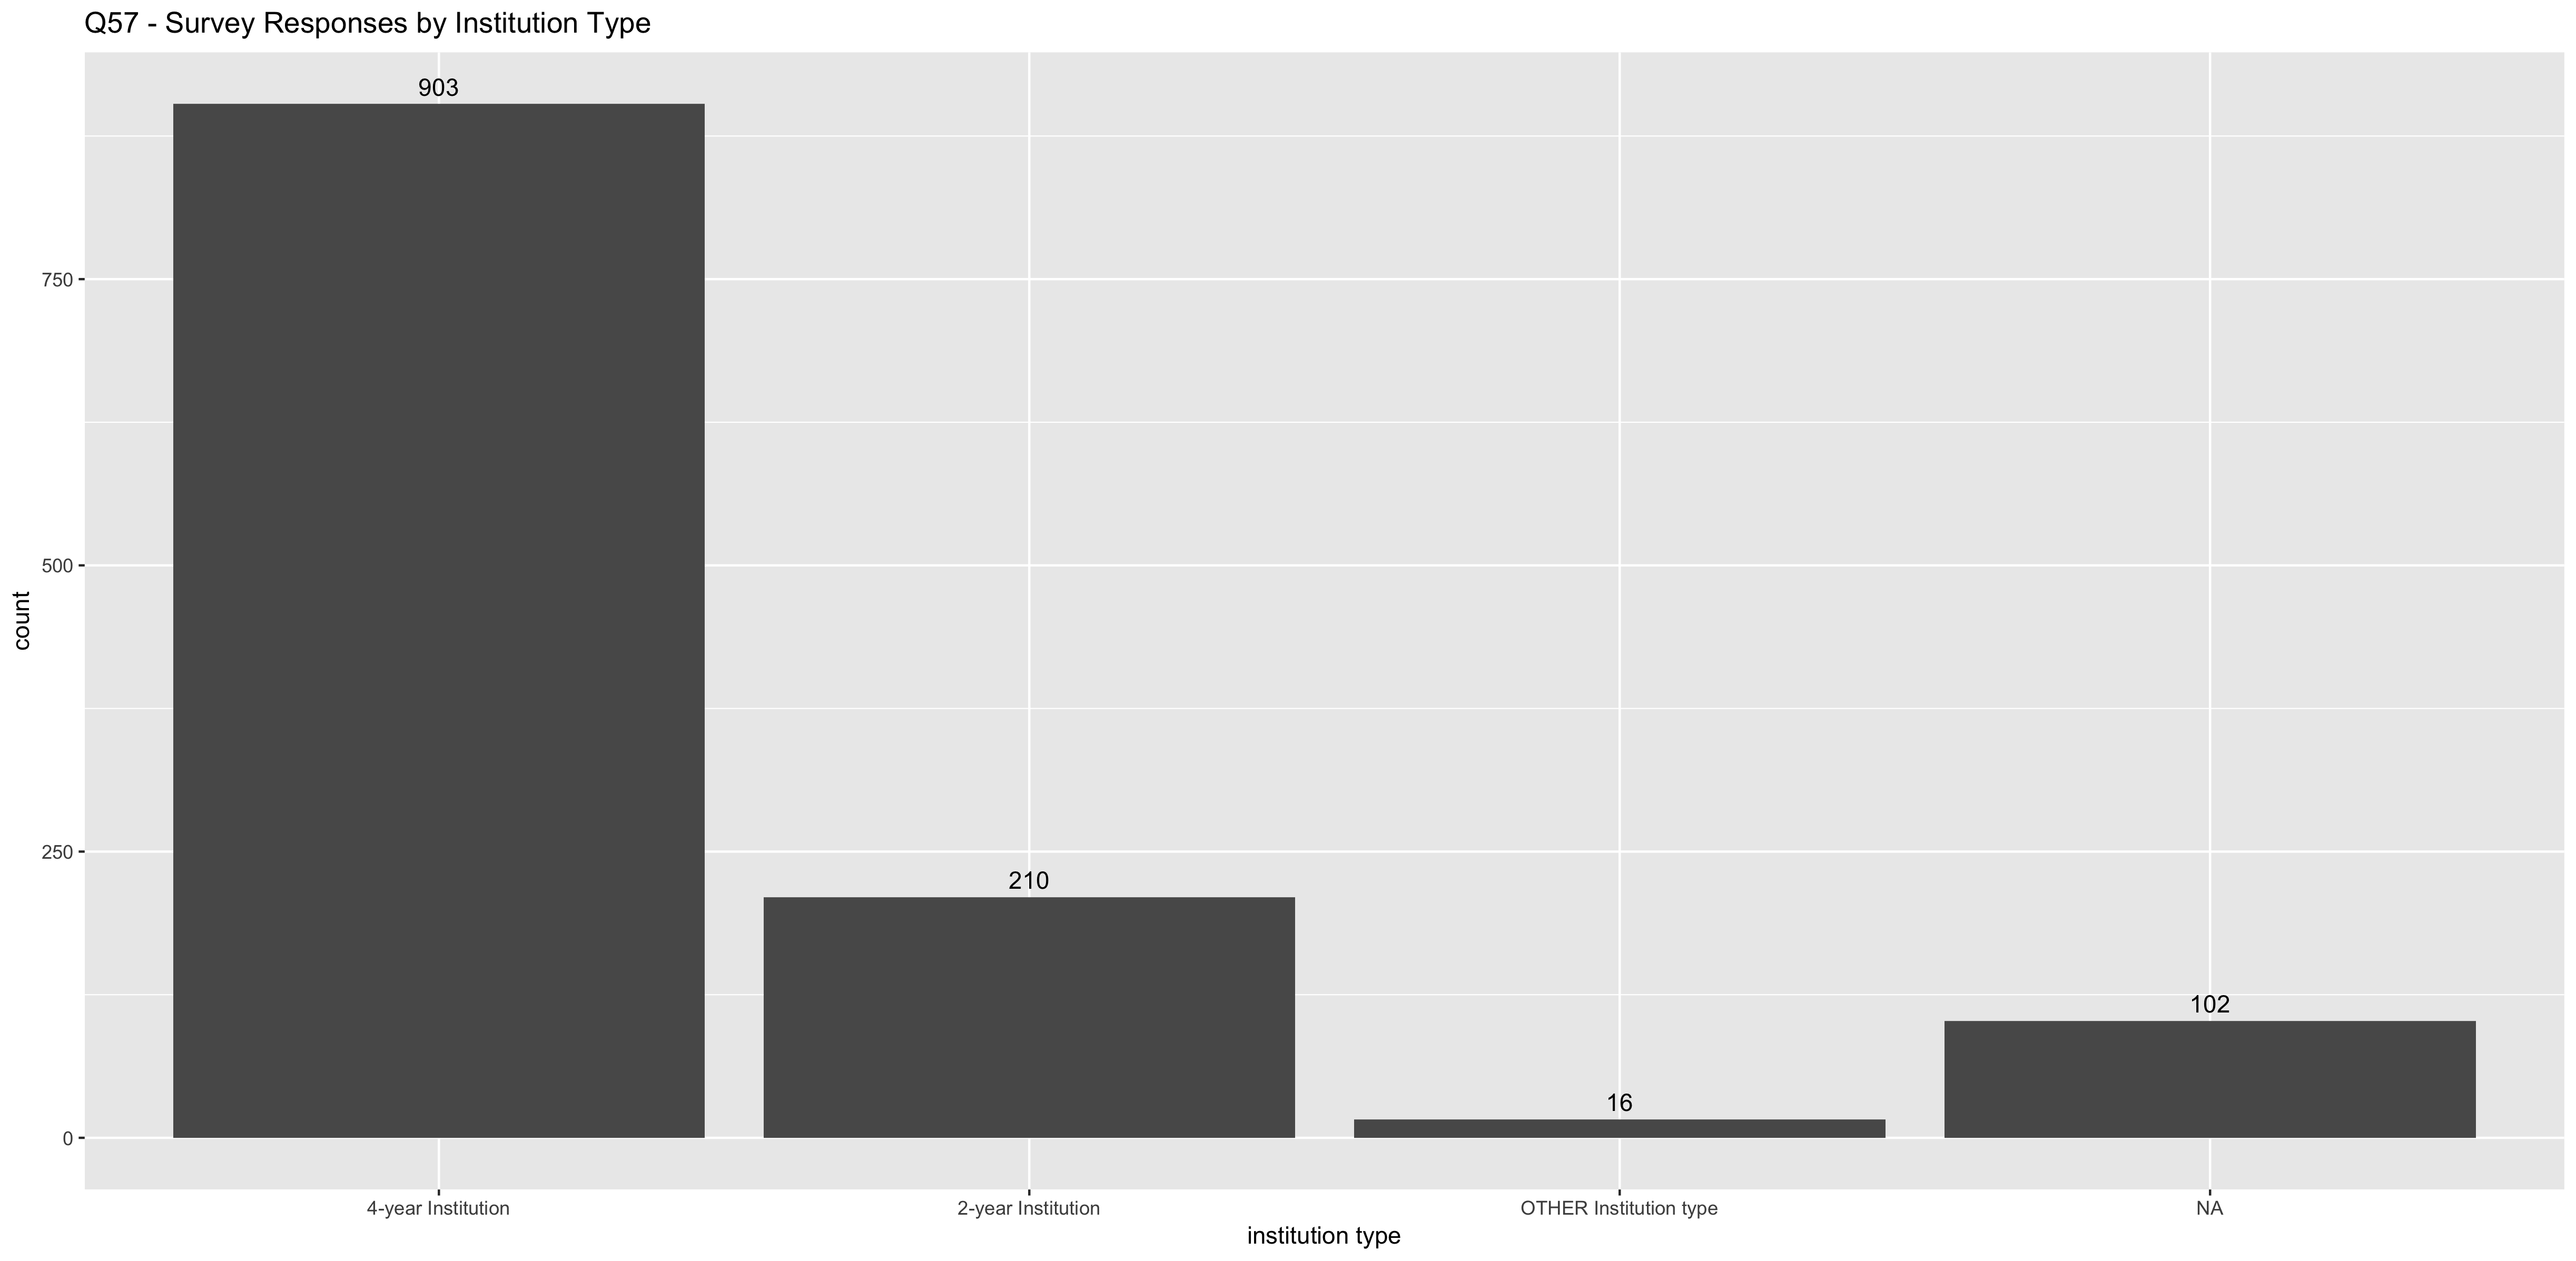 Q57 - Survey Responses by Institution Type
903
750
500
count
250
210
102
16
0
4-year Institution
2-year Institution
OTHER Institution type
NA
institution type